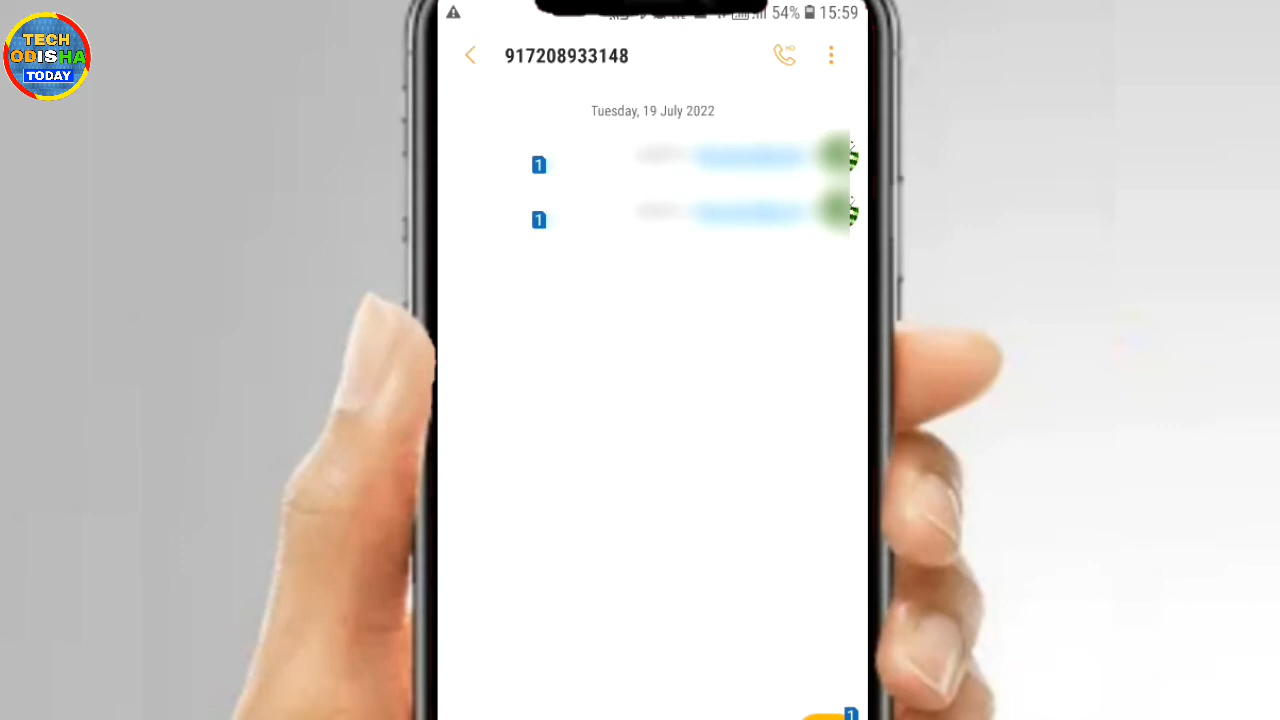 TECH
ODISHA
TODAY
54% 15:59
917208933148
Tuesday, 19 July 2022
1
1
1